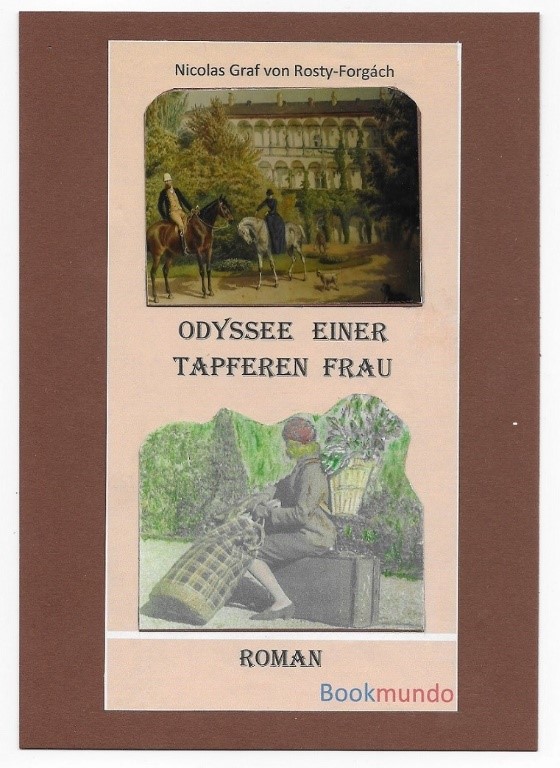 Nicolas Graf von Rosty-Forgách
ODYSSEE EINER
TAPFEREN FRAU
ROMAN
Bookmundo